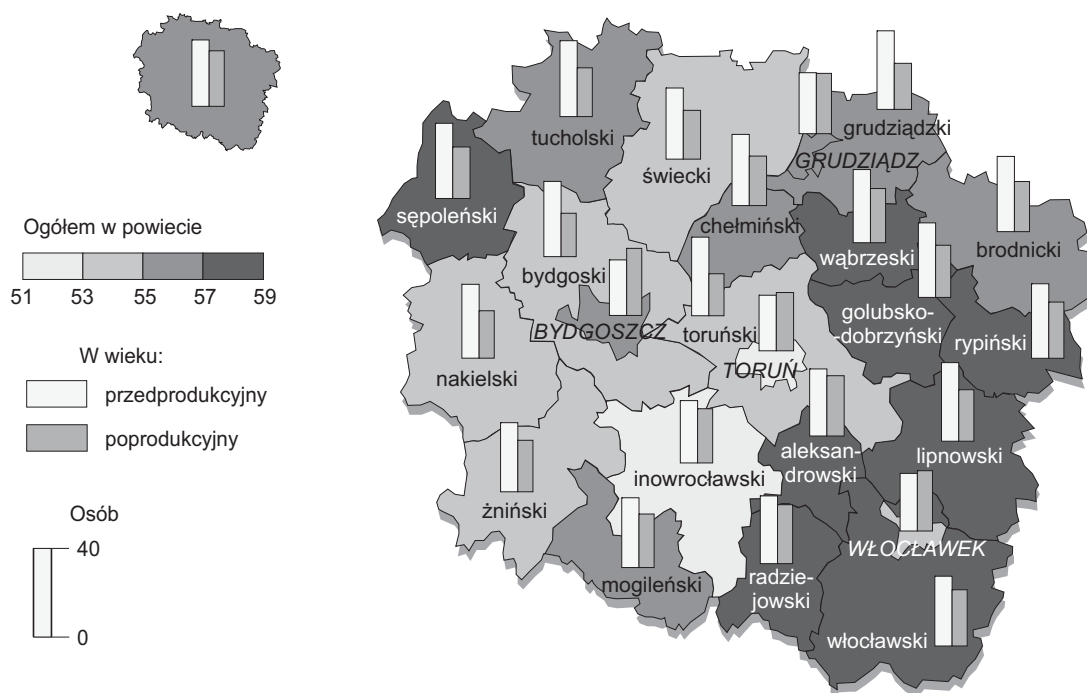 Ogółem w powiecie
51 53 55 57 59
W wieku:
przedprodukcyjny
poprodukcyjny
Osób
40
0
tucholski
grudziądzki
GRUDZIĄDZ
świecki
sępoleński
chełmiński
wąbrzeski
brodnicki
bydgoski
golubsko-
-dobrzyński
rypiński
BYDGOSZCZ
toruński
TORUŃ
nakielski
aleksan-
drowski
lipnowski
inowrocławski
żniński
WŁOCŁAWEK
mogileński
radzie-
jowski
włocławski